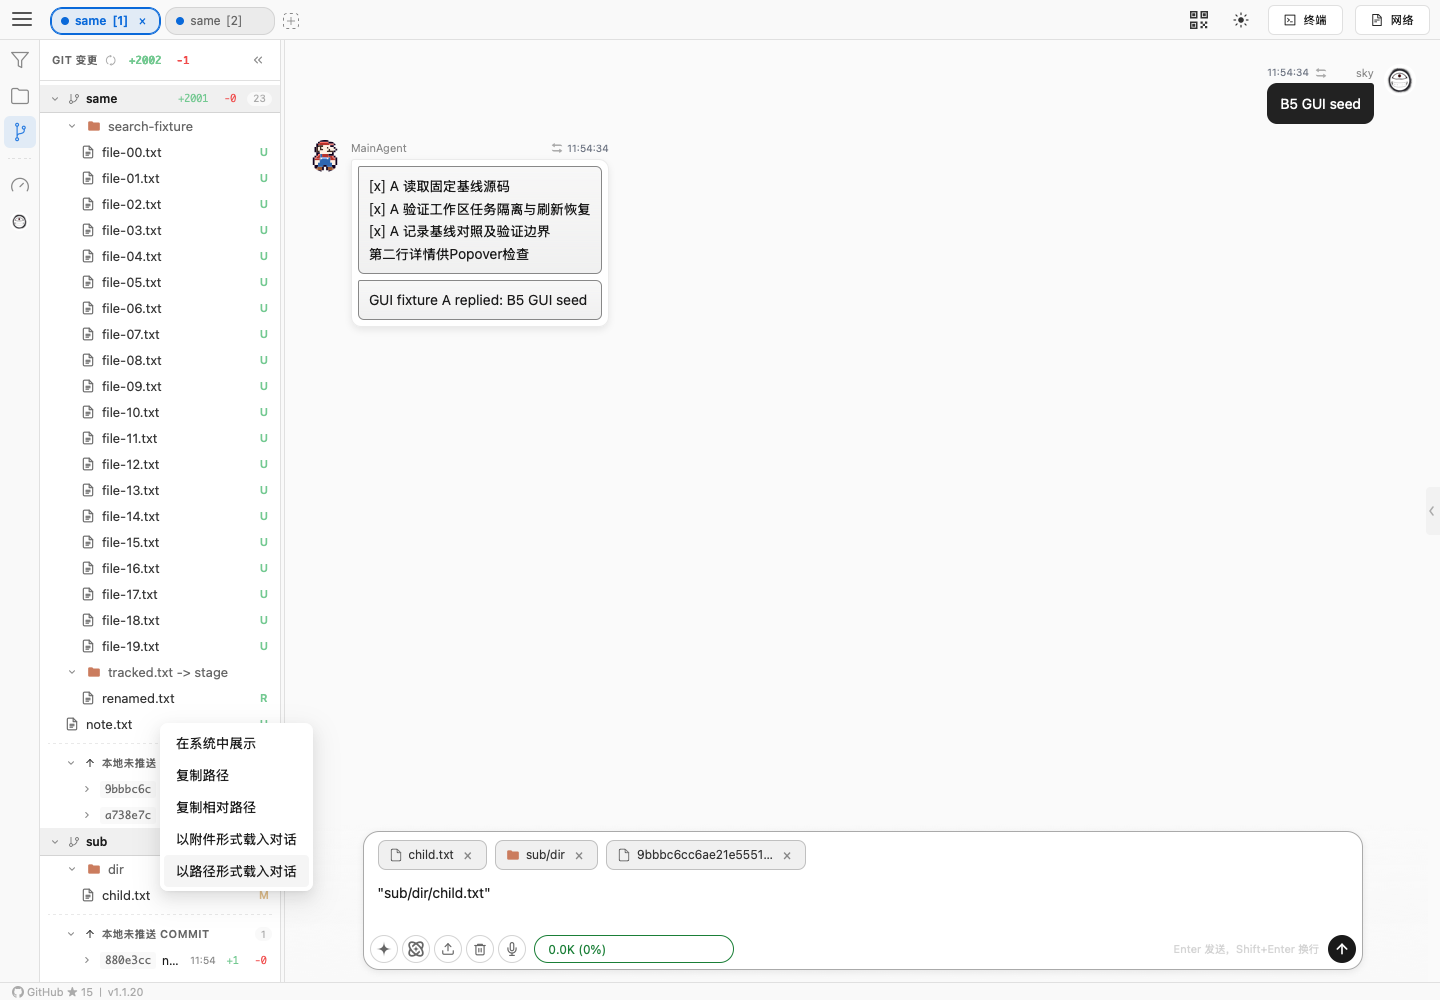 same [1] ×
same [2]
终端
网络
GIT 变更 +2002 -1
same +2001 -0 23
search-fixture
file-00.txt U
file-01.txt U
file-02.txt U
file-03.txt U
file-04.txt U
file-05.txt U
file-06.txt U
file-07.txt U
file-08.txt U
file-09.txt U
file-10.txt U
file-11.txt U
file-12.txt U
file-13.txt U
file-14.txt U
file-15.txt U
file-16.txt U
file-17.txt U
file-18.txt U
file-19.txt U
tracked.txt -> stage
renamed.txt R
note.txt
本地未推送
9bbbc6c
a738e7c
sub
dir
child.txt M
本地未推送 COMMIT 1
880e3cc n... 11:54 +1 -0
在系统中展示
复制路径
复制相对路径
以附件形式载入对话
以路径形式载入对话
11:54:34 sky
B5 GUI seed
MainAgent 11:54:34
[x] A 读取固定基线源码
[x] A 验证工作区任务隔离与刷新恢复
[x] A 记录基线对照及验证边界
第二行详情供Popover检查
GUI fixture A replied: B5 GUI seed
child.txt ×
sub/dir ×
9bbbc6cc6ae21e5551... ×
"sub/dir/child.txt"
0.0K (0%)
Enter 发送, Shift+Enter 换行
GitHub ★ 15 | v1.1.20